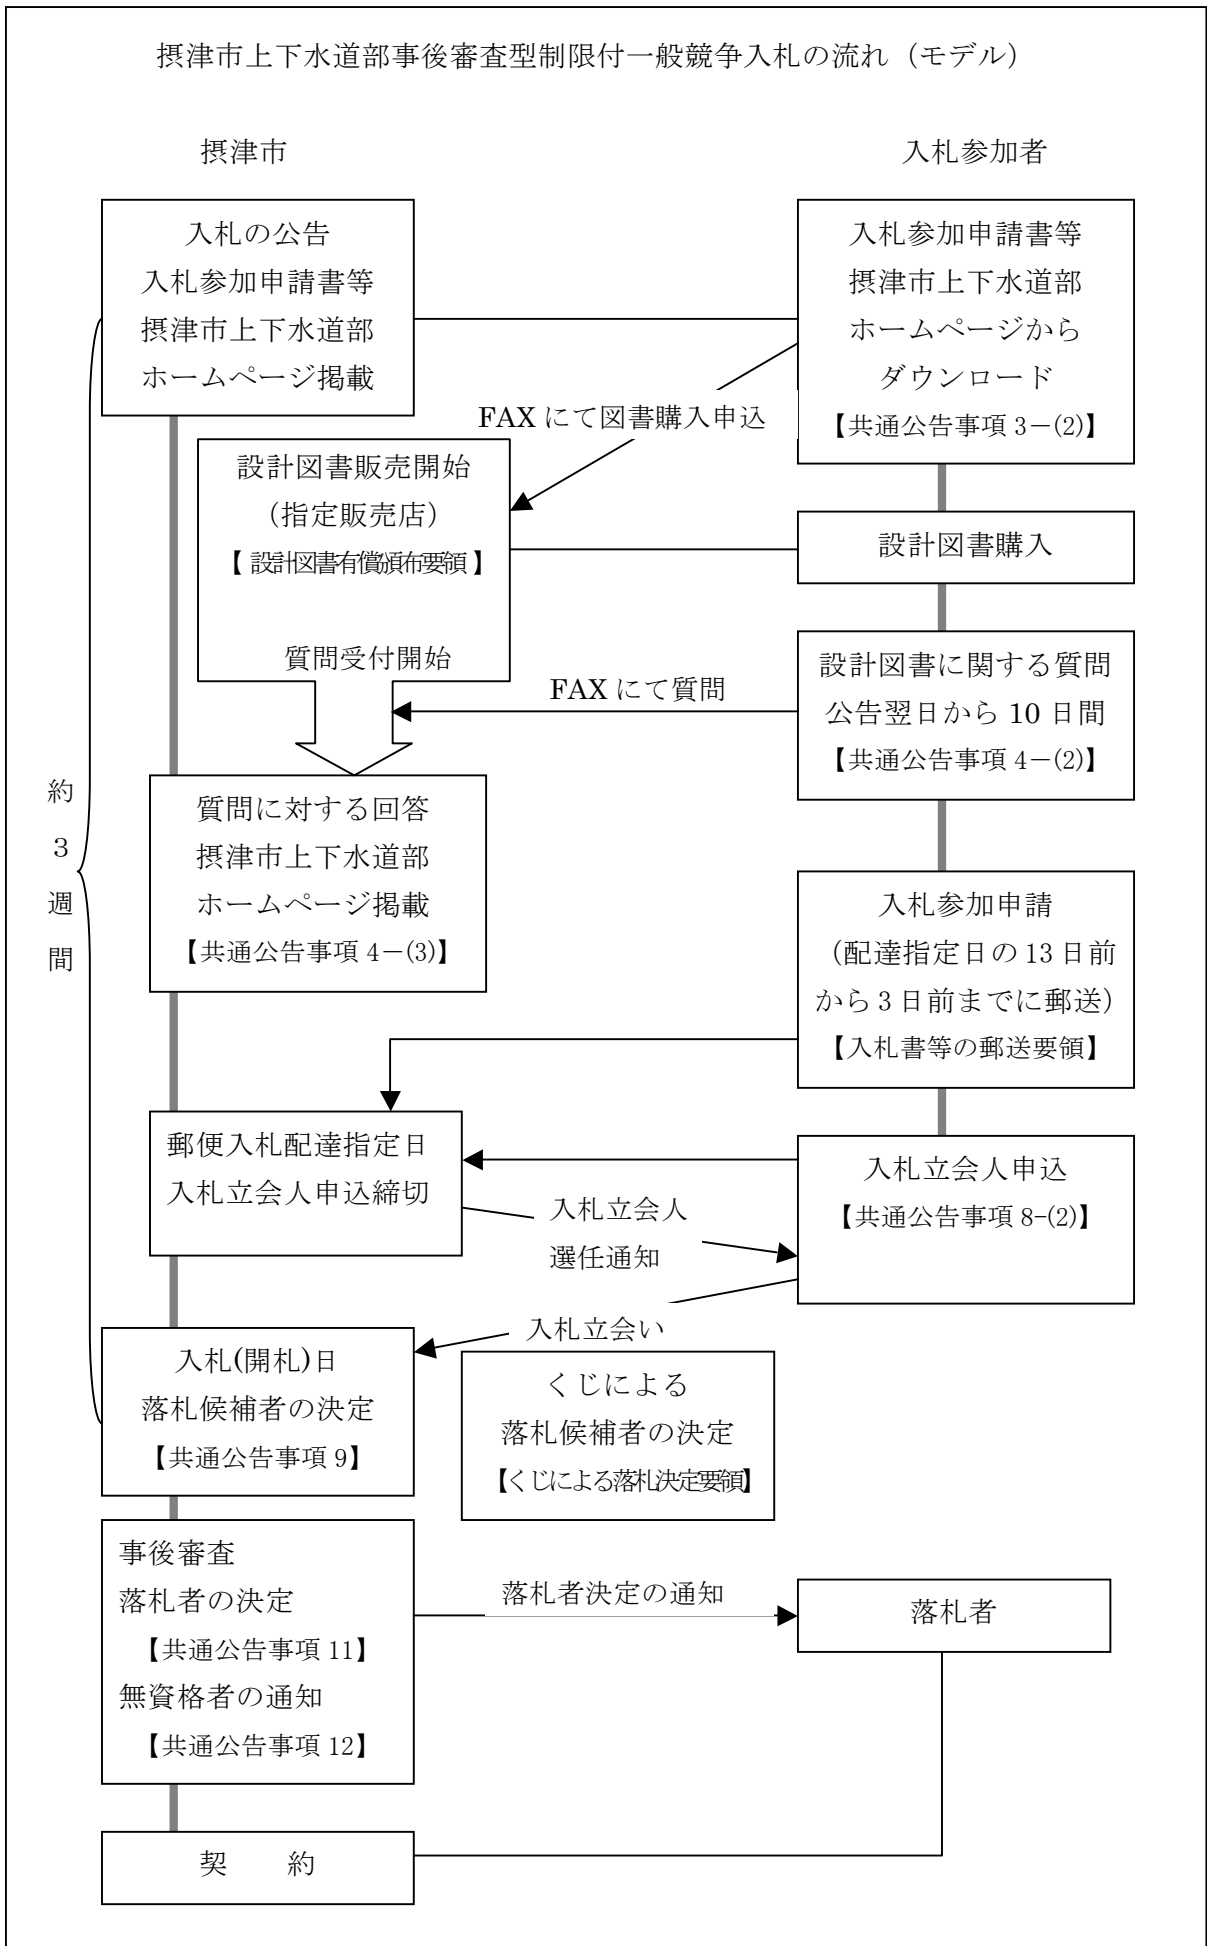 摂津市上下水道部事後審査型制限付一般競争入札の流れ（モデル）
摂津市
入札参加者
入札の公告
入札参加申請書等
摂津市上下水道部
ホームページ掲載
入札参加申請書等
摂津市上下水道部
ホームページから
ダウンロード
【共通公告事項 3－(2)】
FAX にて図書購入申込
設計図書販売開始
（指定販売店）
【 設計図書有償頒布要領 】
質問受付開始
設計図書購入
設計図書に関する質問
公告翌日から 10 日間
【共通公告事項 4－(2)】
FAX にて質問
約
3
週
間
質問に対する回答
摂津市上下水道部
ホームページ掲載
【共通公告事項 4－(3)】
入札参加申請
（配達指定日の 13 日前
から 3 日前までに郵送）
【入札書等の郵送要領】
郵便入札配達指定日
入札立会人申込締切
入札立会人申込
【共通公告事項 8-(2)】
入札立会人
選任通知
入札立会い
入札(開札)日
落札候補者の決定
【共通公告事項 9】
くじによる
落札候補者の決定
【くじによる落札決定要領】
事後審査
落札者の決定
【共通公告事項 11】
無資格者の通知
【共通公告事項 12】
落札者決定の通知
落札者
契　　約